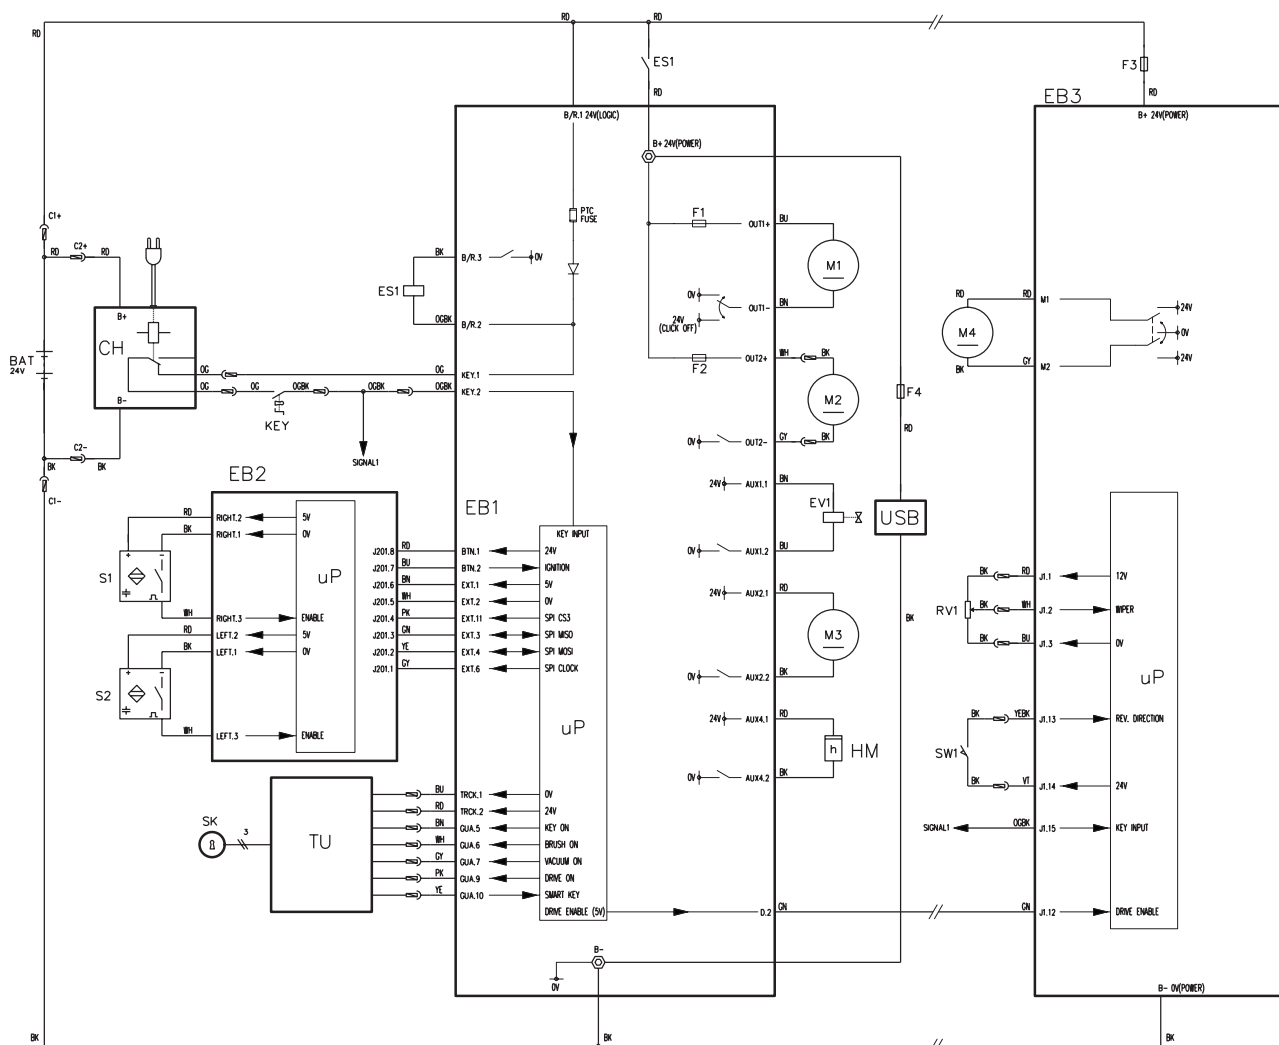 RD
RD
RD
RD
ES1
F3
RD
RD
EB3
B/R.1 24V(LOGIC)
B+ 24V(POWER)
B+ 24V(POWER)
C1+
PTC
FUSE
F1
OUT1+
BU
M1
C2+
RD
RD
BK
B/R.3
0V
ES1
0V
OUT1-
BN
24V
(CLICK OFF)
OGBK
B/R.2
B+
CH
BAT
24V
B-
OG
OG
KEY.1
OG
OG
OGBK
OGBK
OGBK
KEY.2
KEY
SIGNAL1
F2
OUT2+
WH
BK
M2
F4
RD
0V
OUT2-
GY
BK
RD
M1
24V
M4
0V
GY
BK
M2
24V
C2-
BK
BK
C1-
EB2
EB1
24V
AUX1.1
BN
EV1
USB
0V
AUX1.2
BU
RD
RIGHT.2
5V
BK
RIGHT.1
0V
S1
uP
WH
RIGHT.3
ENABLE
RD
LEFT.2
5V
BK
LEFT.1
0V
S2
WH
LEFT.3
ENABLE
KEY INPUT
J201.8
RD
BTN.1
24V
J201.7
BU
BTN.2
IGNITION
J201.6
BN
EXT.1
5V
J201.5
WH
EXT.2
0V
J201.4
PK
EXT.11
SPI CS3
J201.3
GN
EXT.3
SPI MISO
J201.2
YE
EXT.4
SPI MOSI
J201.1
GY
EXT.6
SPI CLOCK
uP
24V
AUX2.1
RD
M3
BK
0V
AUX2.2
BK
24V
AUX4.1
RD
h
HM
0V
AUX4.2
BK
BK
RD
J1.1
12V
RV1
BK
WH
J1.2
WIPER
BK
BU
J1.3
0V
uP
BK
YEBK
J1.13
REV. DIRECTION
SW1
BK
VT
J1.14
24V
SIGNAL1
OGBK
J1.15
KEY INPUT
GN
J1.12
DRIVE ENABLE
SK
3
TU
BU
TRCK.1
0V
RD
TRCK.2
24V
BN
GUA.5
KEY ON
WH
GUA.6
BRUSH ON
GY
GUA.7
VACUUM ON
PK
GUA.9
DRIVE ON
YE
GUA.10
SMART KEY
DRIVE ENABLE (5V)
D.2
GN
B-
0V
B- 0V(POWER)
BK
BK
BK